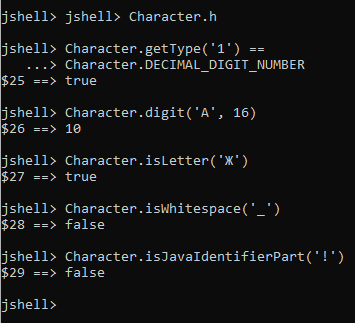 jshell> jshell> Character.h
jshell> Character.getType('1') ==
...> Character.DECIMAL_DIGIT_NUMBER
$25 ==> true
jshell> Character.digit('A', 16)
$26 ==> 10
jshell> Character.isLetter('Ж')
$27 ==> true
jshell> Character.isWhitespace('_')
$28 ==> false
jshell> Character.isJavaIdentifierPart('!')
$29 ==> false
jshell>